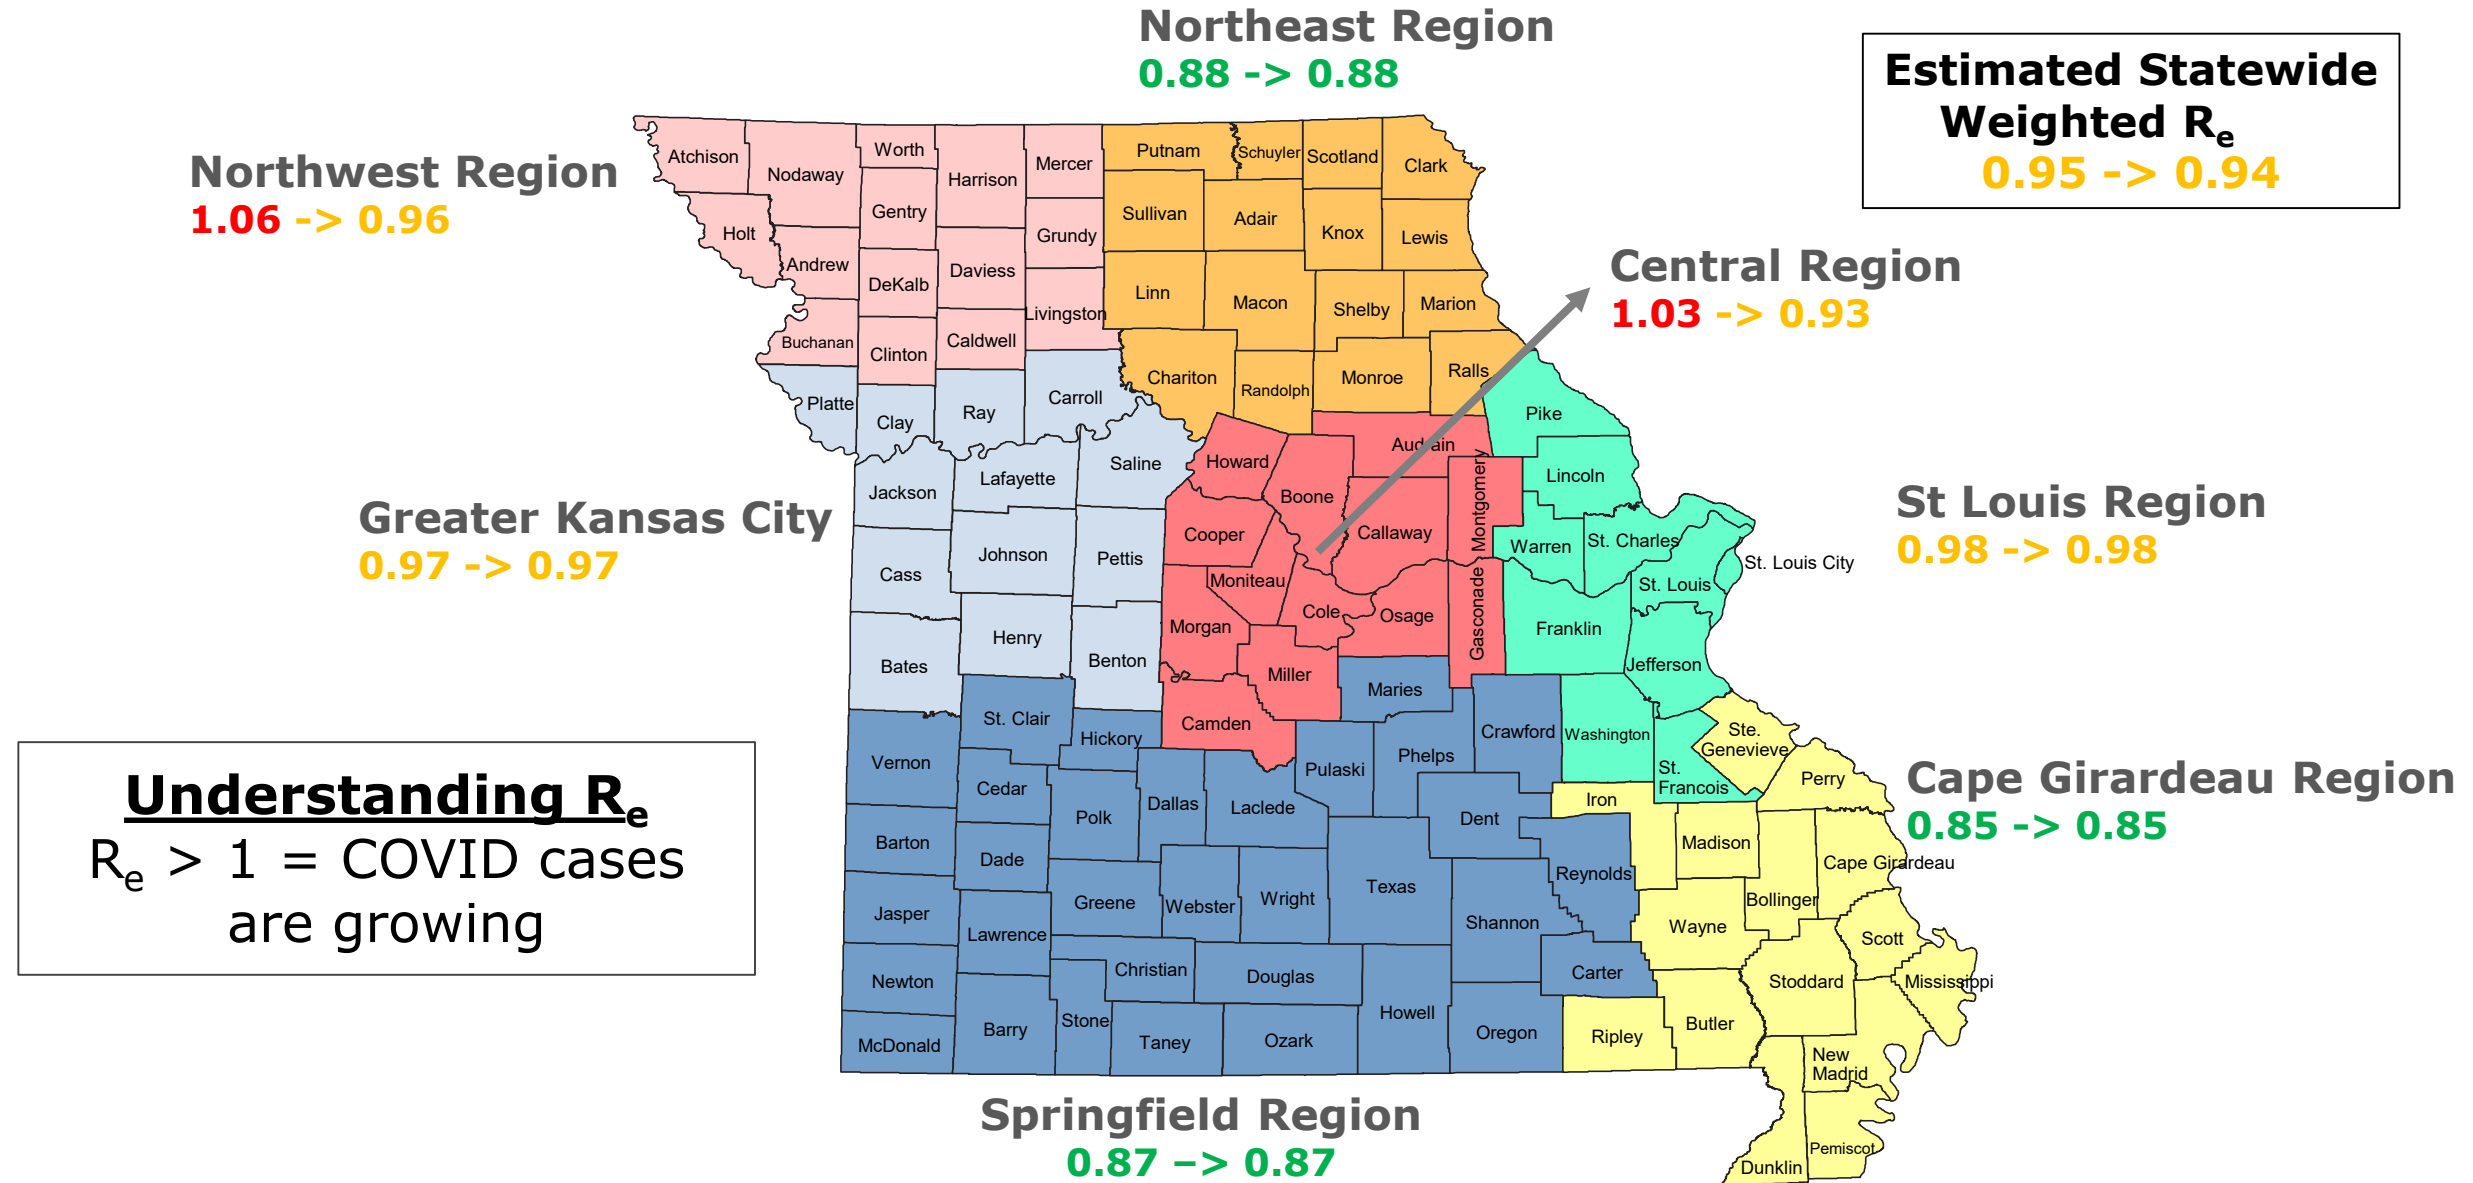 Northeast Region
0.88 -> 0.88
Estimated Statewide
Weighted Re
0.95 -> 0.94
Northwest Region
1.06 -> 0.96
Central Region
1.03 -> 0.93
Greater Kansas City
0.97 -> 0.97
St Louis Region
0.98 -> 0.98
Understanding Re
Re > 1 = COVID cases
are growing
Cape Girardeau Region
0.85 -> 0.85
Springfield Region
0.87 –> 0.87
Atchison
Nodaway
Worth
Harrison
Mercer
Putnam
Schuyler
Scotland
Clark
Holt
Gentry
Grundy
Sullivan
Adair
Knox
Lewis
Andrew
DeKalb
Daviess
Livingston
Linn
Macon
Shelby
Marion
Buchanan
Clinton
Caldwell
Chariton
Randolph
Monroe
Ralls
Platte
Clay
Ray
Carroll
Pike
Saline
Howard
Boone
Audrain
Montgomery
Lincoln
Jackson
Lafayette
Cooper
Callaway
Warren
St. Charles
St. Louis City
St. Louis
Cass
Johnson
Pettis
Moniteau
Cole
Osage
Gasconade
Franklin
Jefferson
Bates
Henry
Benton
Morgan
Miller
Maries
Camden
St. Clair
Hickory
Vernon
Cedar
Polk
Dallas
Laclede
Pulaski
Phelps
Crawford
Washington
St.
Francois
Ste.
Genevieve
Perry
Iron
Madison
Cape Girardeau
Bollinger
Barton
Dade
Dent
Reynolds
Jasper
Lawrence
Greene
Webster
Wright
Texas
Shannon
Wayne
Scott
Mississippi
Stoddard
Newton
Christian
Douglas
Howell
Carter
McDonald
Barry
Stone
Taney
Ozark
Oregon
Ripley
Butler
New
Madrid
Pemiscot
Dunklin